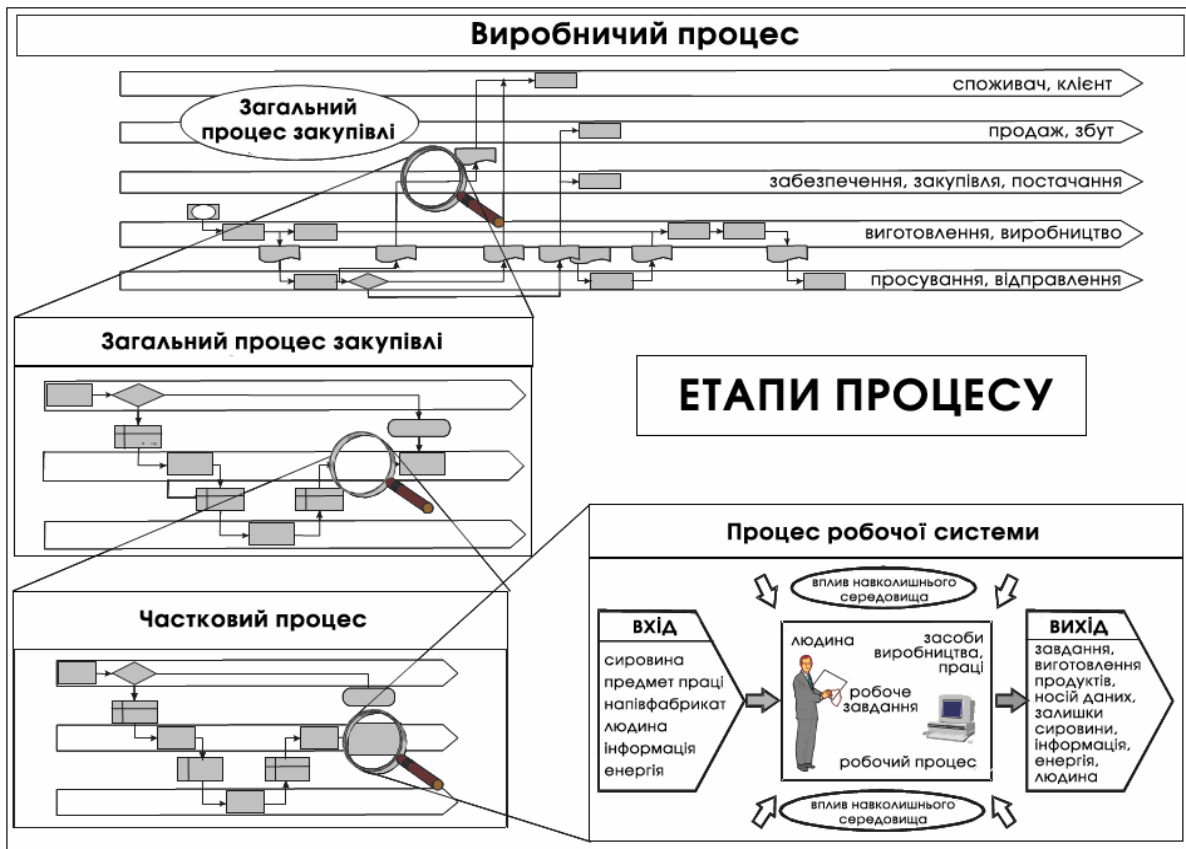 Виробничий процес
споживач, клієнт
Загальний
процес закупівлі
продаж, збут
забезпечення, закупівля, постачання
виготовлення, виробництво
просування, відправлення
Загальний процес закупівлі
ЕТАПИ ПРОЦЕСУ
Частковий процес
Процес робочої системи
вплив навколишнього
середовища
ВХІД
сировина
предмет праці
напівфабрикат
людина
інформація
енергія
людина
засоби
виробництва,
праці
робоче
завдання
робочий процес
ВИХІД
завдання,
виготовлення
продуктів,
носій даних,
залишки
сировини,
інформація,
енергія,
людина
вплив навколишнього
середовища